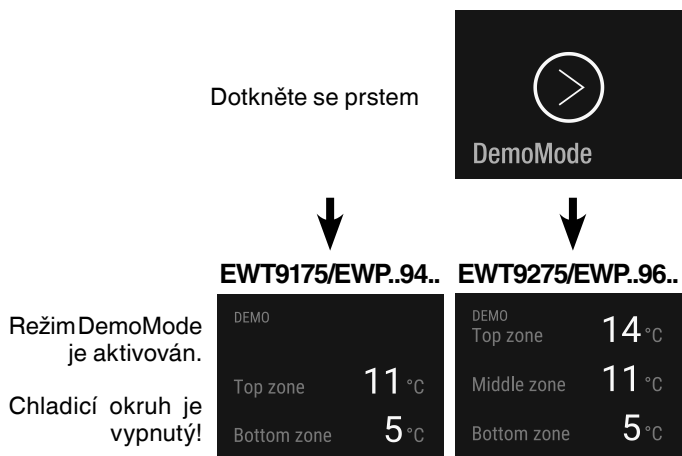 Dotkněte se prstem
DemoMode
EWT9175/EWP..94..
EWT9275/EWP..96..
Režim DemoMode
je aktivován.
Chladicí okruh je
vypnutý!
DEMO
Top zone 11 °C
Bottom zone 5 °C
DEMO
Top zone 14 °C
Middle zone 11 °C
Bottom zone 5 °C